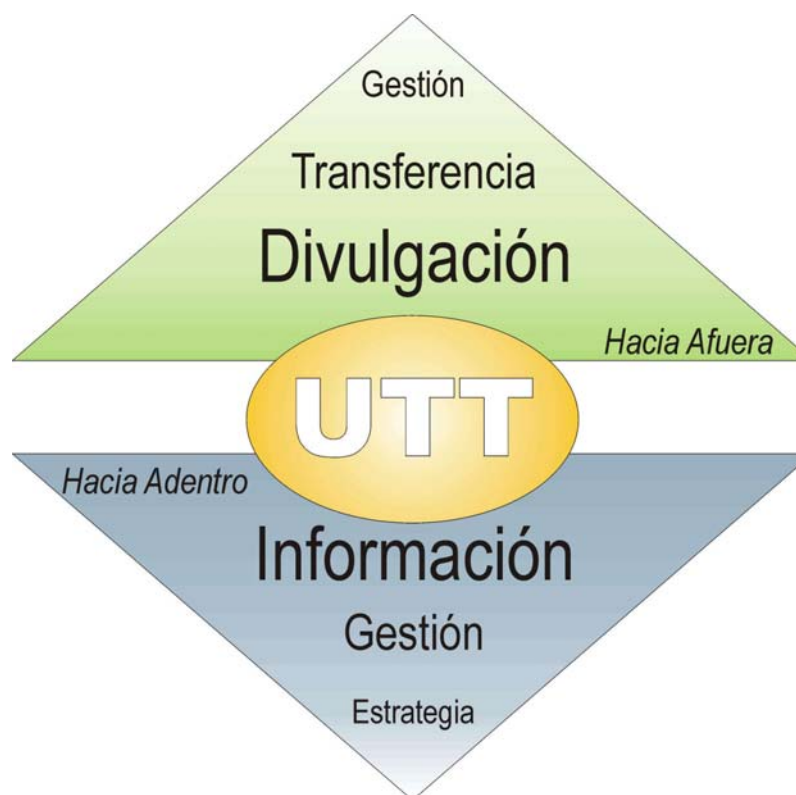 Gestión
Transferencia
Divulgación
Hacia Afuera
UTT
Hacia Adentro
Información
Gestión
Estrategia